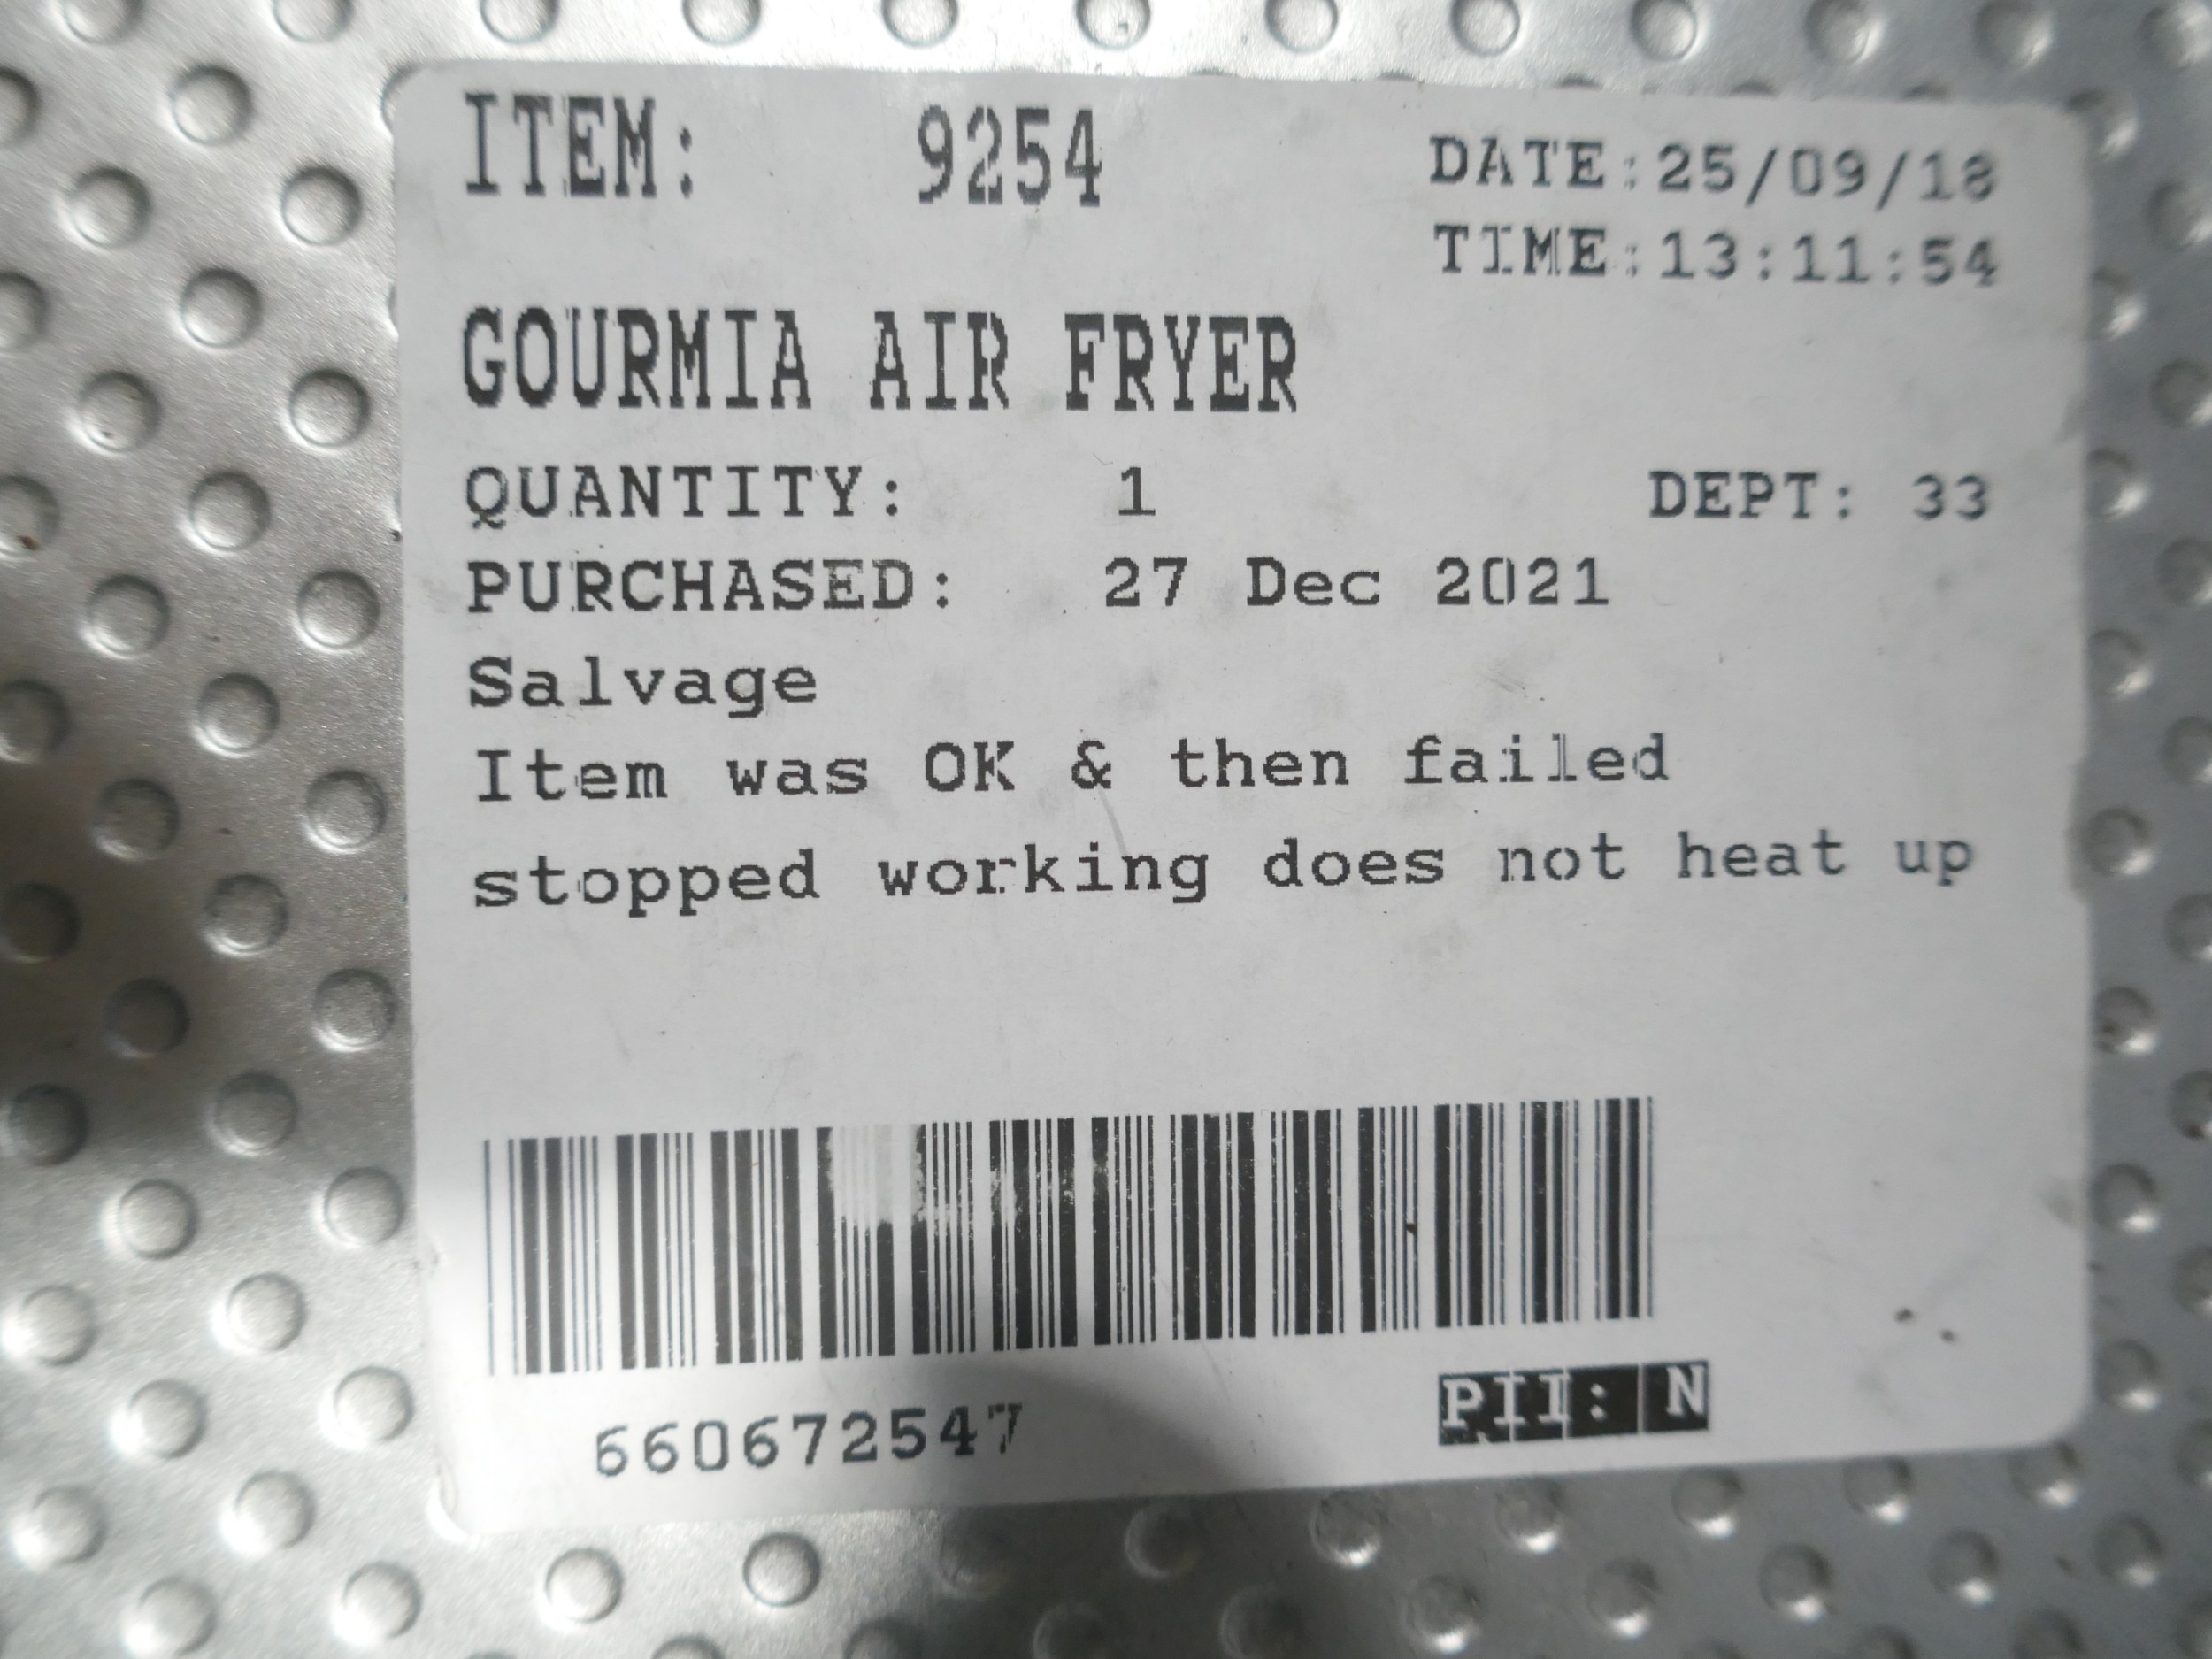 ITEM: 9254
DATE:25/09/18
TIME:13:11:54
GOURMIA AIR FRYER
QUANTITY: 1
DEPT: 33
PURCHASED: 27 Dec 2021
Salvage
Item was OK & then failed
stopped working does not heat up
660672547
PII: N